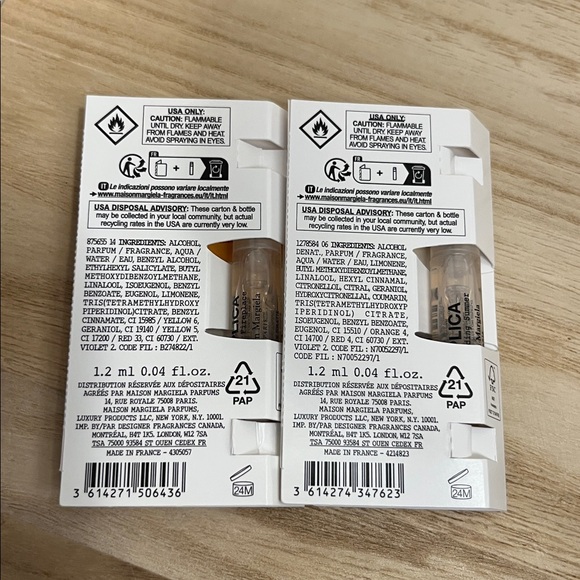 USA ONLY:
CAUTION: FLAMMABLE
UNTIL DRY. KEEP AWAY
FROM FLAMES AND HEAT.
AVOID SPRAYING IN EYES.
FR
+
IT Le indicazioni possono variare localmente
www.maisonmargiela-fragrances.eu/it/it.html
USA DISPOSAL ADVISORY: These carton & bottle
may be collected in your local community, but actual
recycling rates in the USA are currently very low.
875655 14 INGREDIENTS: ALCOHOL,
PARFUM / FRAGRANCE, AQUA /
WATER / EAU, BENZYL ALCOHOL,
ETHYLHEXYL SALICYLATE, BUTYL
METHOXYDIBENZOYLMETHANE,
LINALOOL, ISOEUGENOL, BENZYL
BENZOATE, EUGENOL, LIMONENE,
TRIS(TETRAMETHYLHYDROXY
PIPERIDINOL)CITRATE, BENZYL
CINNAMATE, CI 15985 / YELLOW 6,
GERANIOL, CI 19140 / YELLOW 5,
CI 17200 / RED 33, CI 60730 / EXT.
VIOLET 2. CODE FIL : B274822/1
LICA
Fireplace
Margiela
1.2 ml 0.04 fl.oz.
21
PAP
DISTRIBUTION RÉSERVÉE AUX DÉPOSITAIRES
AGRÉÉS PAR MAISON MARGIELA PARFUMS
14, RUE ROYALE 75008 PARIS.
MAISON MARGIELA PARFUMS,
LUXURY PRODUCTS LLC, NEW YORK, N.Y. 10001.
IMP. BY/PAR DESIGNER FRAGRANCES CANADA,
MONTRÉAL, B4T 1K5. LONDON, W12 7SA
TSA 75000 93584 ST OUEN CEDEX FR
MADE IN FRANCE - 4305057
3 614271 506436
24M
USA ONLY:
CAUTION: FLAMMABLE
UNTIL DRY. KEEP AWAY
FROM FLAMES AND HEAT.
AVOID SPRAYING IN EYES.
FR
+
IT Le indicazioni possono variare localmente
www.maisonmargiela-fragrances.eu/it/it.html
USA DISPOSAL ADVISORY: These carton & bottle
may be collected in your local community, but actual
recycling rates in the USA are currently very low.
1278584 06 INGREDIENTS: ALCOHOL
DENAT., PARFUM / FRAGRANCE,
AQUA / WATER / EAU, LIMONENE,
BUTYL METHOXYDIBENZOYLMETHANE,
LINALOOL, HEXYL CINNAMAL,
CITRONELLOL, CITRAL, GERANIOL,
HYDROXYCITRONELLAL, COUMARIN,
TRIS(TETRAMETHYLHYDROXYP
IPERIDINOL) CITRATE,
ISOEUGENOL, BENZYL BENZOATE,
EUGENOL, CI 15510 / ORANGE 4,
CI 14700 / RED 4, CI 60730 / EXT.
VIOLET 2. CODE FIL : N70052297/1
CODE FIL : N70052297/1
LICA
Summer
Margiela
1.2 ml 0.04 fl.oz.
21
PAP
DISTRIBUTION RÉSERVÉE AUX DÉPOSITAIRES
AGRÉÉS PAR MAISON MARGIELA PARFUMS
14, RUE ROYALE 75008 PARIS.
MAISON MARGIELA PARFUMS,
LUXURY PRODUCTS LLC, NEW YORK, N.Y. 10001.
IMP. BY/PAR DESIGNER FRAGRANCES CANADA,
MONTRÉAL, B4T 1K5. LONDON, W12 7SA
TSA 75000 93584 ST OUEN CEDEX FR
MADE IN FRANCE - 4214823
3 614274 347623
24M